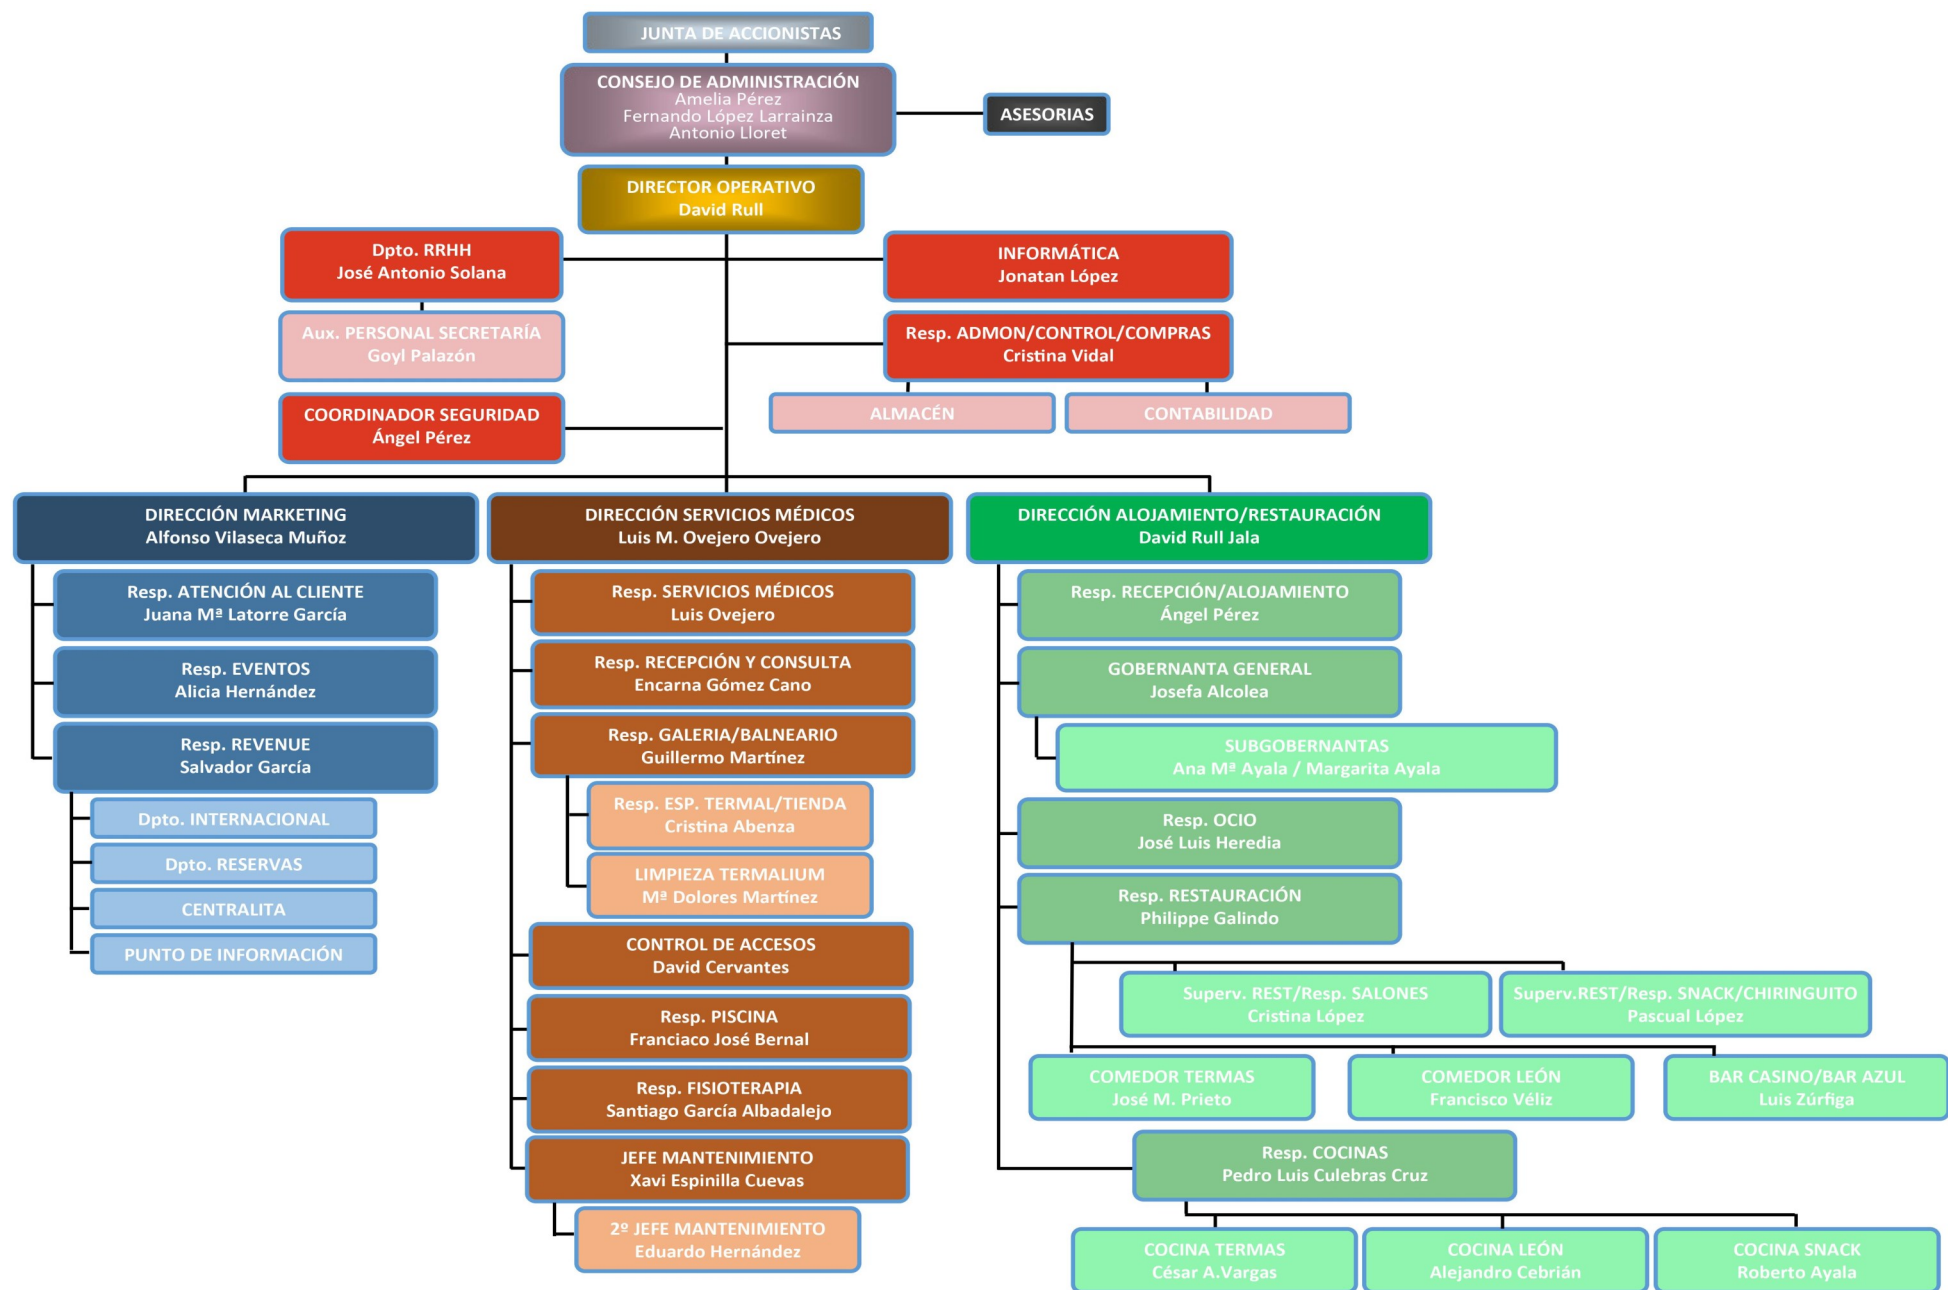 JUNTA DE ACCIONISTAS
CONSEJO DE ADMINISTRACIÓN
Amelia Pérez
Fernando López Larrainza
Antonio Lloret
ASESORIAS
DIRECTOR OPERATIVO
David Rull
Dpto. RRHH
José Antonio Solana
INFORMÁTICA
Jonatan López
Aux. PERSONAL SECRETARÍA
Goyl Palazón
Resp. ADMON/CONTROL/COMPRAS
Cristina Vidal
ALMACÉN
CONTABILIDAD
COORDINADOR SEGURIDAD
Ángel Pérez
DIRECCIÓN MARKETING
Alfonso Vilaseca Muñoz
Resp. ATENCIÓN AL CLIENTE
Juana Mª Latorre García
Resp. EVENTOS
Alicia Hernández
Resp. REVENUE
Salvador García
Dpto. INTERNACIONAL
Dpto. RESERVAS
CENTRALITA
PUNTO DE INFORMACIÓN
DIRECCIÓN SERVICIOS MÉDICOS
Luis M. Ovejero Ovejero
Resp. SERVICIOS MÉDICOS
Luis Ovejero
Resp. RECEPCIÓN Y CONSULTA
Encarna Gómez Cano
Resp. GALERIA/BALNEARIO
Guillermo Martínez
Resp. ESP. TERMAL/TIENDA
Cristina Abenza
LIMPIEZA TERMALIUM
Mª Dolores Martínez
CONTROL DE ACCESOS
David Cervantes
Resp. PISCINA
Franciaco José Bernal
Resp. FISIOTERAPIA
Santiago García Albadalejo
JEFE MANTENIMIENTO
Xavi Espinilla Cuevas
2º JEFE MANTENIMIENTO
Eduardo Hernández
DIRECCIÓN ALOJAMIENTO/RESTAURACIÓN
David Rull Jala
Resp. RECEPCIÓN/ALOJAMIENTO
Ángel Pérez
GOBERNANTA GENERAL
Josefa Alcolea
SUBGOBERNANTAS
Ana Mª Ayala / Margarita Ayala
Resp. OCIO
José Luis Heredia
Resp. RESTAURACIÓN
Philippe Galindo
Superv. REST/Resp. SALONES
Cristina López
Superv.REST/Resp. SNACK/CHIRINGUITO
Pascual López
COMEDOR TERMAS
José M. Prieto
COMEDOR LEÓN
Francisco Véliz
BAR CASINO/BAR AZUL
Luis Zúrfiga
Resp. COCINAS
Pedro Luis Culebras Cruz
COCINA TERMAS
César A.Vargas
COCINA LEÓN
Alejandro Cebrián
COCINA SNACK
Roberto Ayala